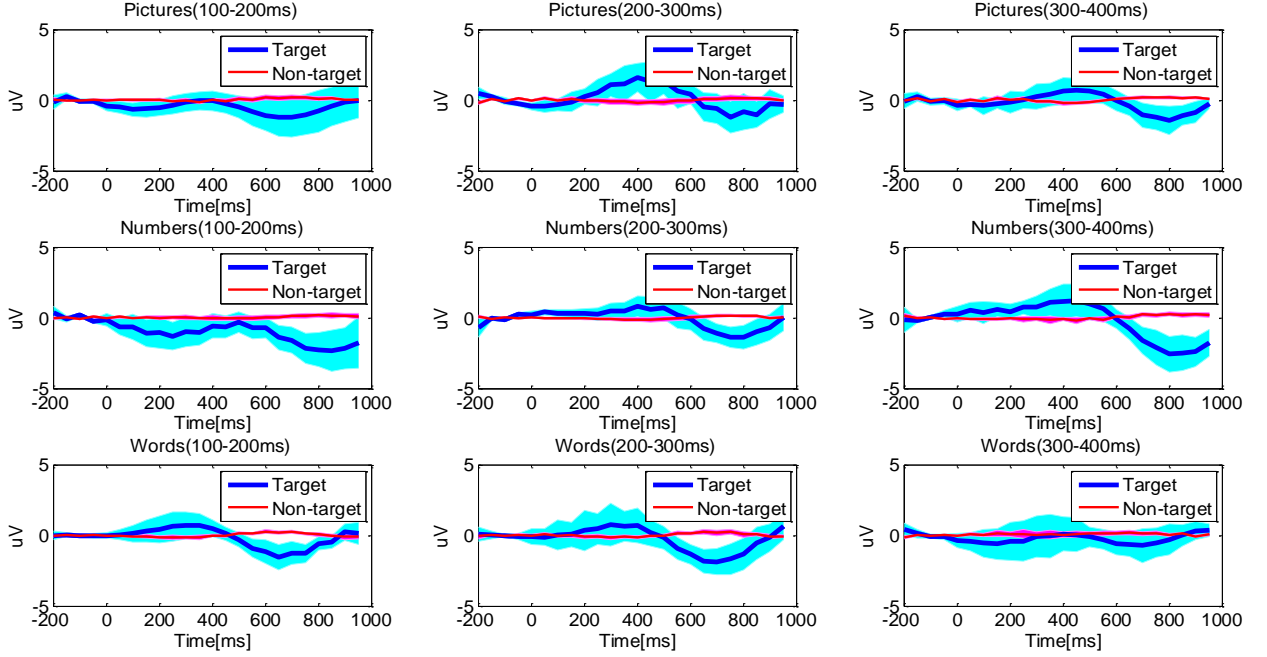 Pictures(100-200ms)
5
0
-5
uV
Target
Non-target
-200 0 200 400 600 800 1000
Time[ms]
Pictures(200-300ms)
5
0
-5
uV
Target
Non-target
-200 0 200 400 600 800 1000
Time[ms]
Pictures(300-400ms)
5
0
-5
uV
Target
Non-target
-200 0 200 400 600 800 1000
Time[ms]
Numbers(100-200ms)
5
0
-5
uV
Target
Non-target
-200 0 200 400 600 800 1000
Time[ms]
Numbers(200-300ms)
5
0
-5
uV
Target
Non-target
-200 0 200 400 600 800 1000
Time[ms]
Numbers(300-400ms)
5
0
-5
uV
Target
Non-target
-200 0 200 400 600 800 1000
Time[ms]
Words(100-200ms)
5
0
-5
uV
Target
Non-target
-200 0 200 400 600 800 1000
Time[ms]
Words(200-300ms)
5
0
-5
uV
Target
Non-target
-200 0 200 400 600 800 1000
Time[ms]
Words(300-400ms)
5
0
-5
uV
Target
Non-target
-200 0 200 400 600 800 1000
Time[ms]